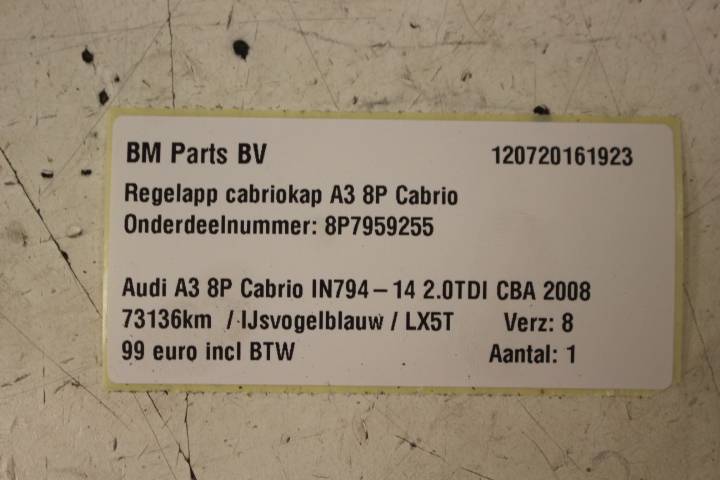 BM Parts BV 120720161923
Regelapp cabriokap A3 8P Cabrio
Onderdeelnummer: 8P7959255
Audi A3 8P Cabrio IN794-14 2.0TDI CBA 2008
73136km / IJsvogelblauw / LX5T Verz: 8
99 euro incl BTW Aantal: 1